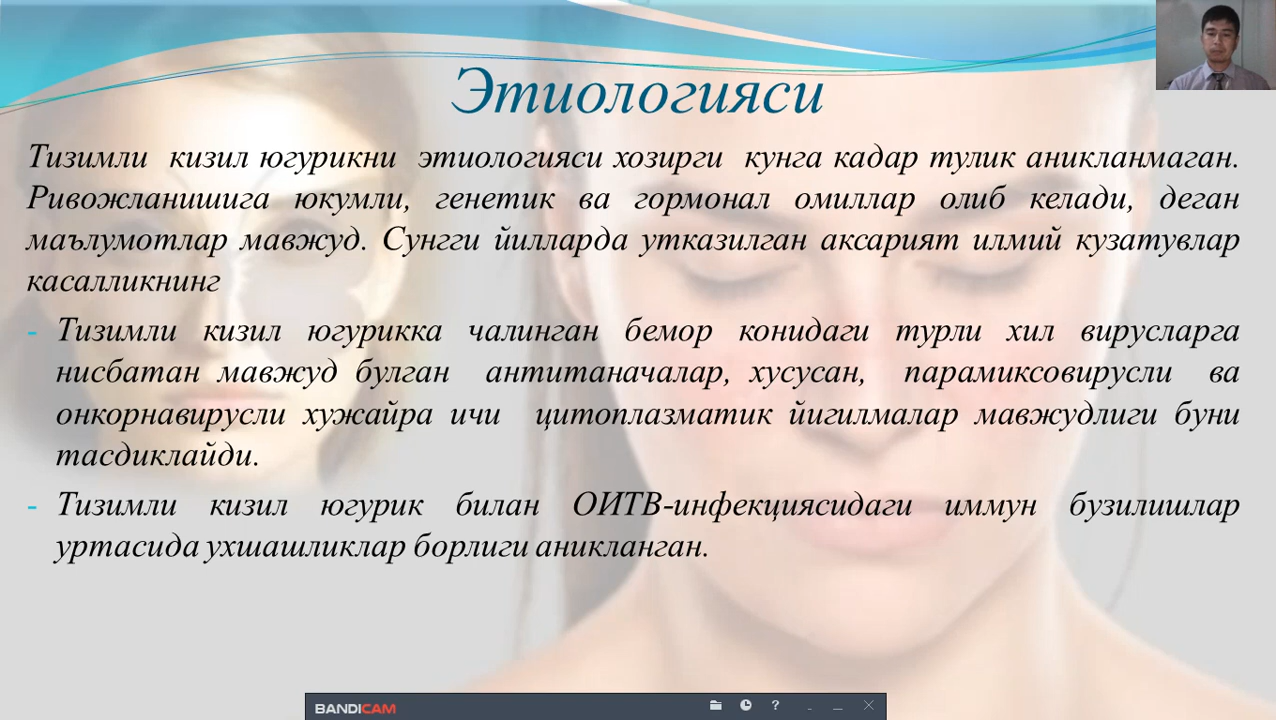 Этиологияси
Тизимли кизил югурикни этиологияси хозирги кунга кадар тулик аникланмаган.
Ривожланишига юкумли, генетик ва гормонал омиллар олиб келади, деган
маълумотлар мавжуд. Сунгги йилларда утказилган аксарият илмий кузатувлар
касалликнинг
- Тизимли кизил югурикка чалинган бемор конидаги турли хил вирусларга
нисбатан мавжуд булган антитаначалар, хусусан, парамиксовирусли ва
онкорнавирусли хужайра ичи цитоплазматик йигилмалар мавжудлиги буни
тасдиклайди.
- Тизимли кизил югурик билан ОИТВ-инфекциясидаги иммун бузилишлар
уртасида ухшашликлар борлиги аникланган.
BANDICAM